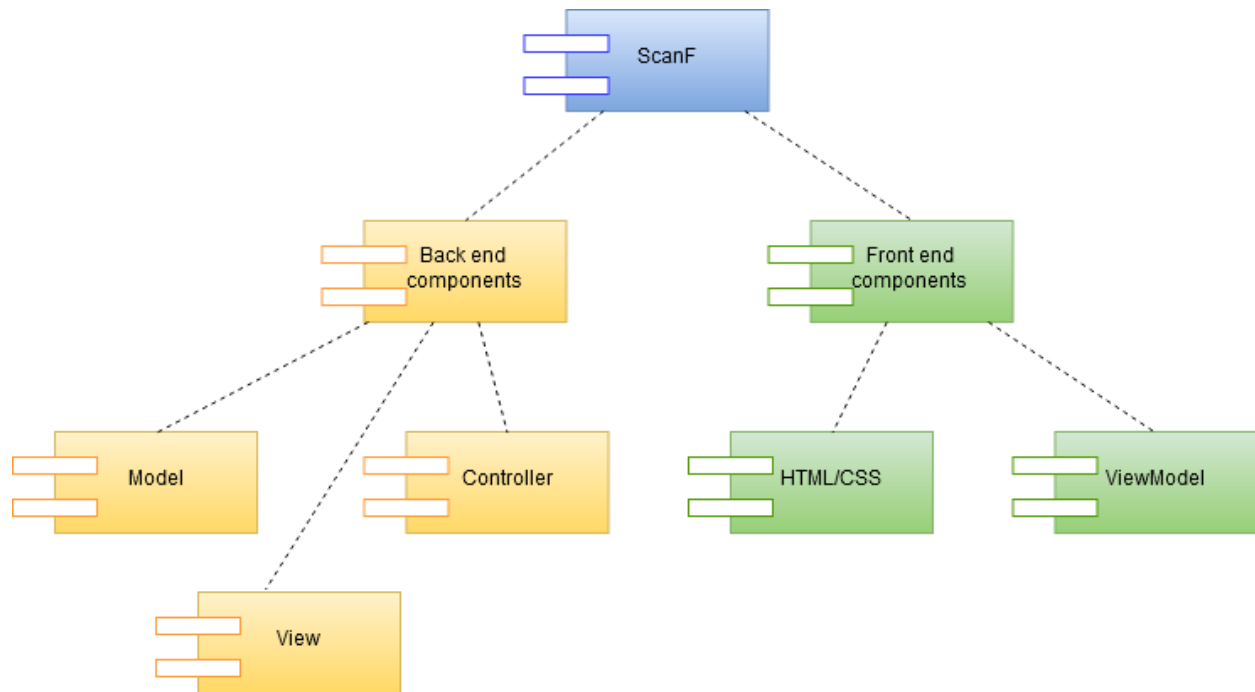 ScanF
Back end
components
Front end
components
Model
Controller
HTML/CSS
ViewModel
View